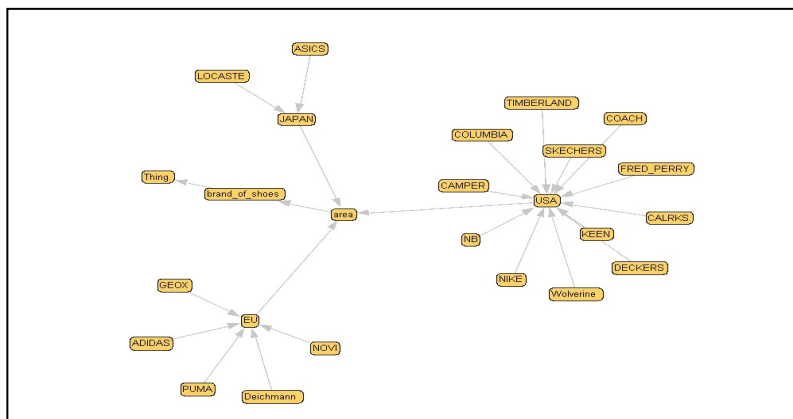 ASICS
LOCASTE
JAPAN
TIMBERLAND
COACH
COLUMBIA
SKECHERS
FRED_PERRY
Thing
CAMPER
brand_of_shoes
USA
area
CALRKS
NB
KEEN
DECKERS
NIKE
Wolverine
GEOX
EU
ADIDAS
NOVI
PUMA
Deichmann